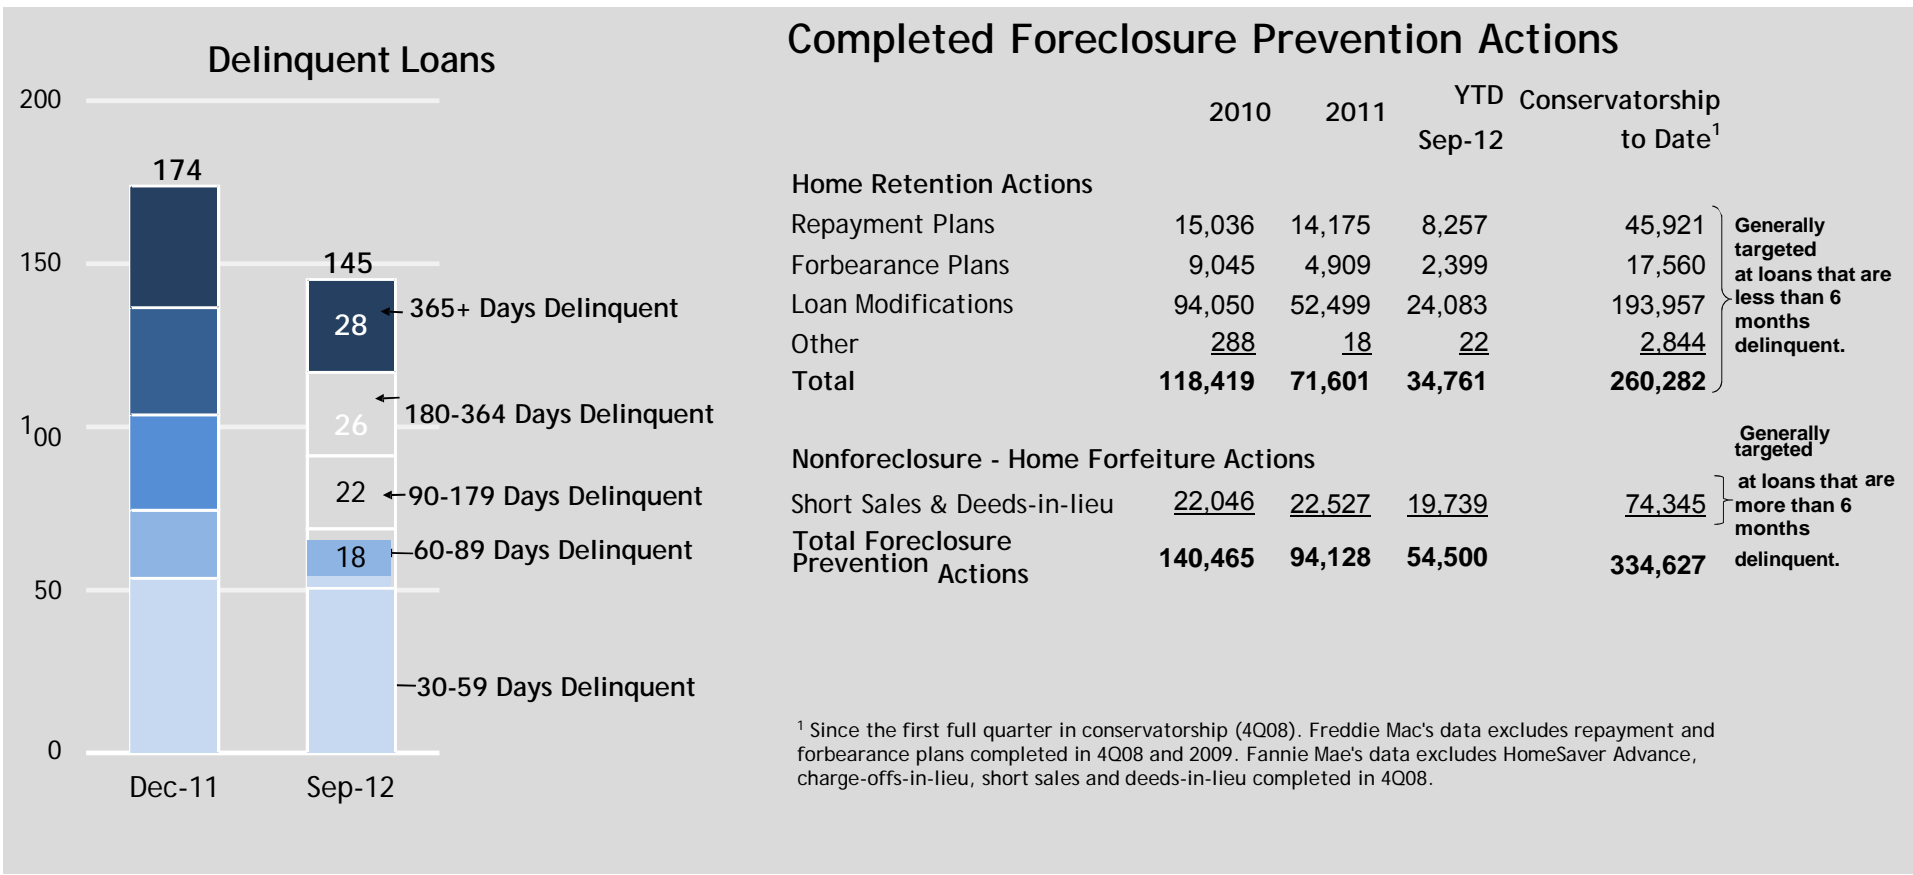 Delinquent Loans
200
174
150
145
28
365+ Days Delinquent
26
180-364 Days Delinquent
100
22
90-179 Days Delinquent
18
60-89 Days Delinquent
50
30-59 Days Delinquent
0
Dec-11 Sep-12
Completed Foreclosure Prevention Actions
2010 2011 YTD Sep-12 Conservatorship to Date1
Home Retention Actions
Repayment Plans 15,036 14,175 8,257 45,921
Forbearance Plans 9,045 4,909 2,399 17,560
Loan Modifications 94,050 52,499 24,083 193,957
Other 288 18 22 2,844
Total 118,419 71,601 34,761 260,282
Generally
targeted
at loans that are
less than 6
months
delinquent.
Nonforeclosure - Home Forfeiture Actions
Short Sales & Deeds-in-lieu 22,046 22,527 19,739 74,345
Total Foreclosure
Prevention Actions 140,465 94,128 54,500 334,627
Generally
targeted
at loans that are
more than 6
months
delinquent.
1 Since the first full quarter in conservatorship (4Q08). Freddie Mac's data excludes repayment and
forbearance plans completed in 4Q08 and 2009. Fannie Mae's data excludes HomeSaver Advance,
charge-offs-in-lieu, short sales and deeds-in-lieu completed in 4Q08.